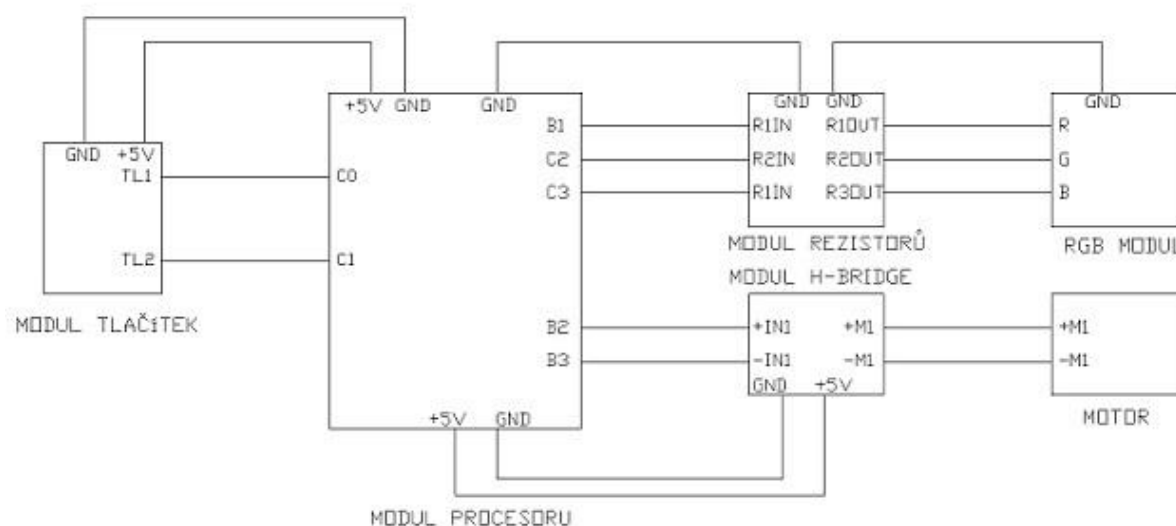 +5V GND GND
GND GND
GND
B1
R1IN R1OUT
R
GND +5V
C2
R2IN R2OUT
G
TL1
C0
C3
R1IN R3OUT
B
TL2
C1
MODUL REZISTORŮ
RGB MODUL
MODUL H-BRIDGE
MODUL TLAČíTEK
B2
+IN1 +M1
+M1
B3
-IN1 -M1
-M1
GND +5V
+5V GND
MOTOR
MODUL PROCESORU